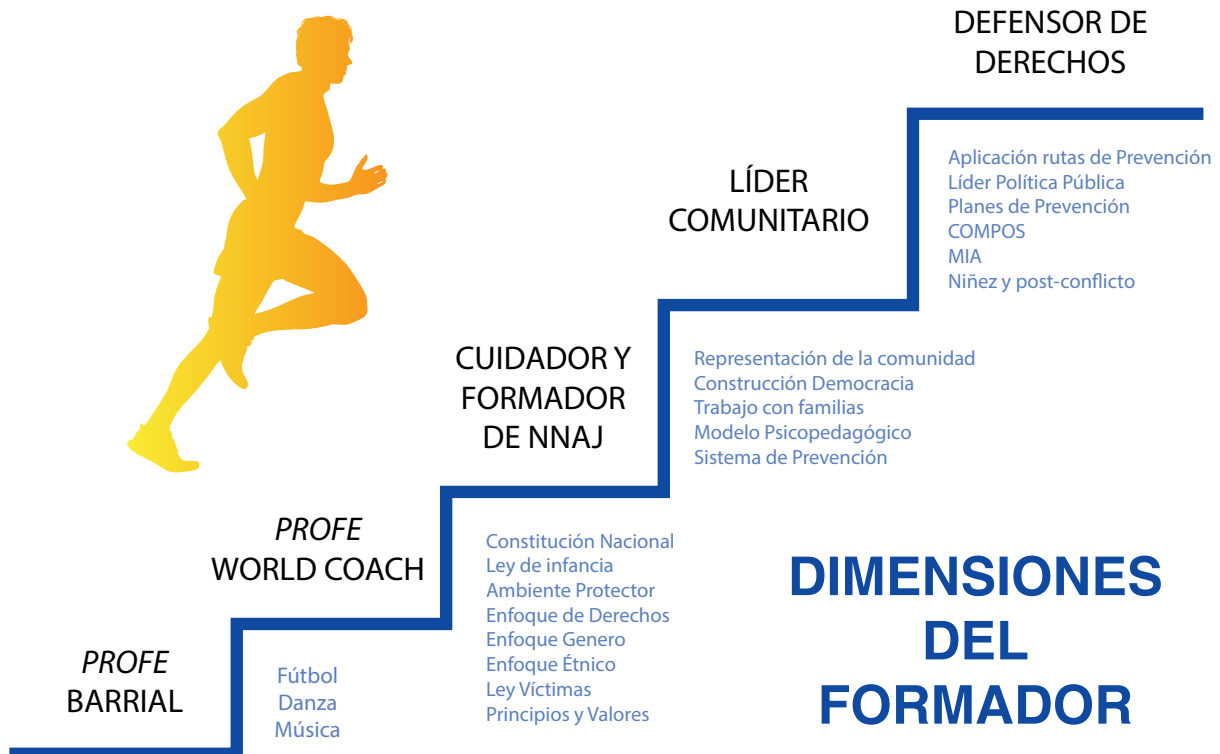 DEFENSOR DE
DERECHOS
Aplicación rutas de Prevención
Líder Política Pública
Planes de Prevención
COMPOS
MIA
Niñez y post-conflicto
LÍDER
COMUNITARIO
Representación de la comunidad
Construcción Democracia
Trabajo con familias
Modelo Psicopedagógico
Sistema de Prevención
CUIDADOR Y
FORMADOR
DE NNAJ
Constitución Nacional
Ley de infancia
Ambiente Protector
Enfoque de Derechos
Enfoque Genero
Enfoque Étnico
Ley Víctimas
Principios y Valores
PROFE
WORLD COACH
Fútbol
Danza
Música
PROFE
BARRIAL
DIMENSIONES
DEL
FORMADOR